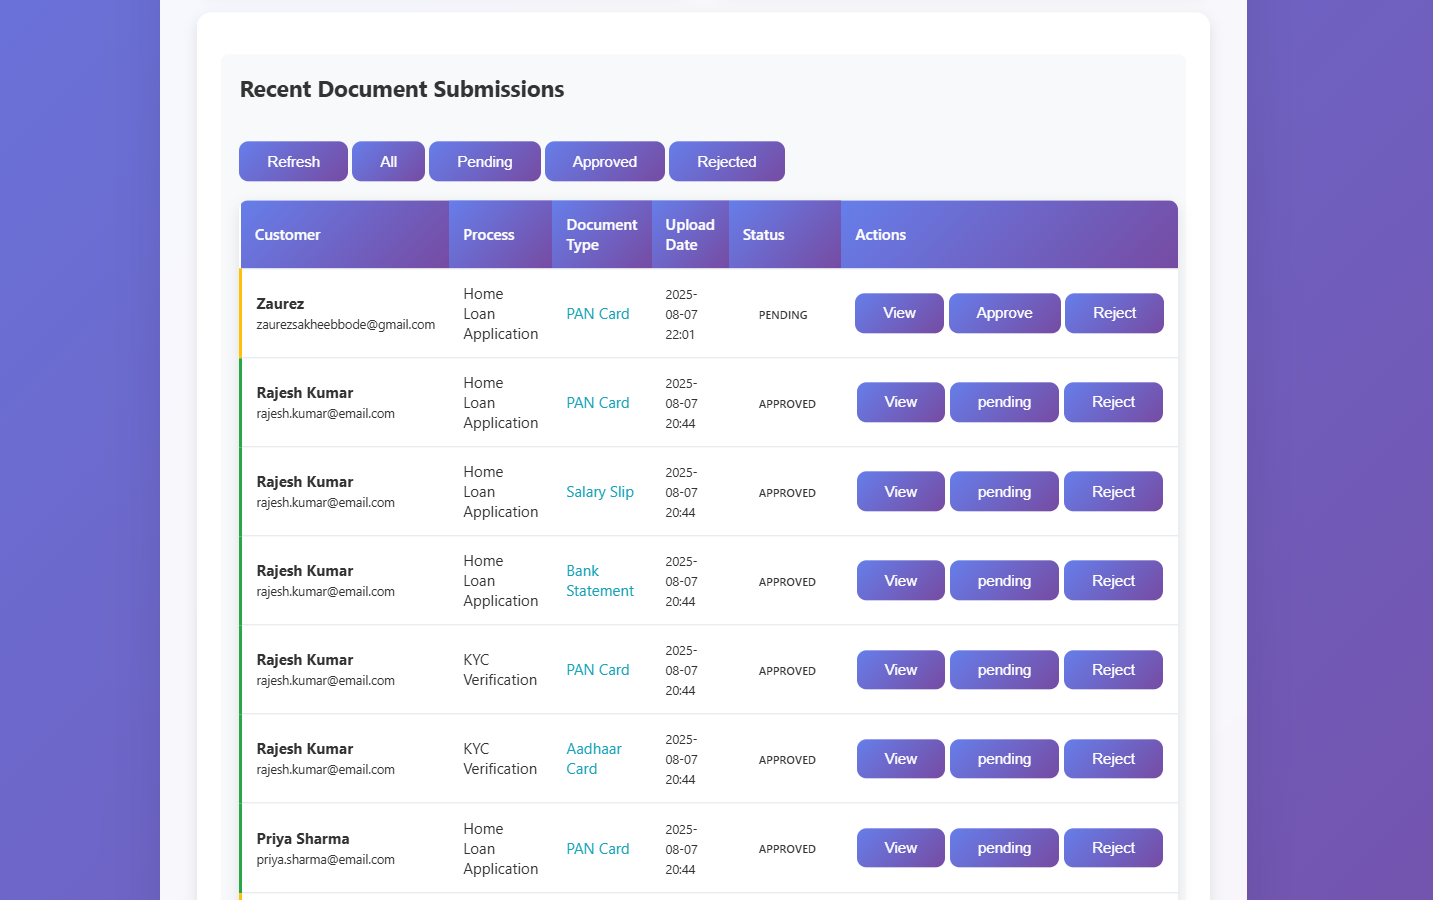 Recent Document Submissions
Refresh All Pending Approved Rejected
Customer Process Document Type Upload Date Status Actions
Zaurez
zaurezsakheebbode@gmail.com
Home
Loan
Application
PAN Card
2025-
08-07
22:01
PENDING
View Approve Reject
Rajesh Kumar
rajesh.kumar@email.com
Home
Loan
Application
PAN Card
2025-
08-07
20:44
APPROVED
View pending Reject
Rajesh Kumar
rajesh.kumar@email.com
Home
Loan
Application
Salary Slip
2025-
08-07
20:44
APPROVED
View pending Reject
Rajesh Kumar
rajesh.kumar@email.com
Home
Loan
Application
Bank
Statement
2025-
08-07
20:44
APPROVED
View pending Reject
Rajesh Kumar
rajesh.kumar@email.com
KYC
Verification
PAN Card
2025-
08-07
20:44
APPROVED
View pending Reject
Rajesh Kumar
rajesh.kumar@email.com
KYC
Verification
Aadhaar
Card
2025-
08-07
20:44
APPROVED
View pending Reject
Priya Sharma
priya.sharma@email.com
Home
Loan
Application
PAN Card
2025-
08-07
20:44
APPROVED
View pending Reject